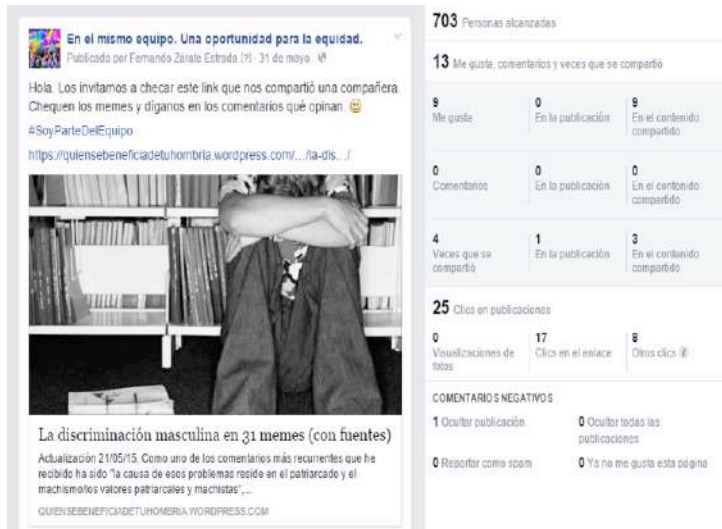 En el mismo equipo. Una oportunidad para la equidad.
Publicado por Fernando Zárate Estrada [?] · 31 de mayo ·
Hola. Los invitamos a checar este link que nos compartió una compañera.
Chequen los memes y díganos en los comentarios qué opinan.
#SoyParteDelEquipo
https://quiensebeneficiadetuhombria.wordpress.com/.../la-dis.../
La discriminación masculina en 31 memes (con fuentes)
Actualización 21/05/15. Como uno de los comentarios más recurrentes que he
recibido ha sido "la causa de esos problemas reside en el patriarcado y el
machismo/los valores patriarcales y machistas",...
QUIENSEBENEFICIADETUHOMBRIA.WORDPRESS.COM
703 Personas alcanzadas
13 Me gusta, comentarios y veces que se compartió
9
Me gusta
0
En la publicación
9
En el contenido
compartido
0
Comentarios
0
En la publicación
0
En el contenido
compartido
4
Veces que se
compartió
1
En la publicación
3
En el contenido
compartido
25 Clics en publicaciones
0
Visualizaciones de
fotos
17
Clics en el enlace
8
Otros clics
COMENTARIOS NEGATIVOS
1 Ocultar publicación
0 Ocultar todas las
publicaciones
0 Reportar como spam
0 Ya no me gusta esta página